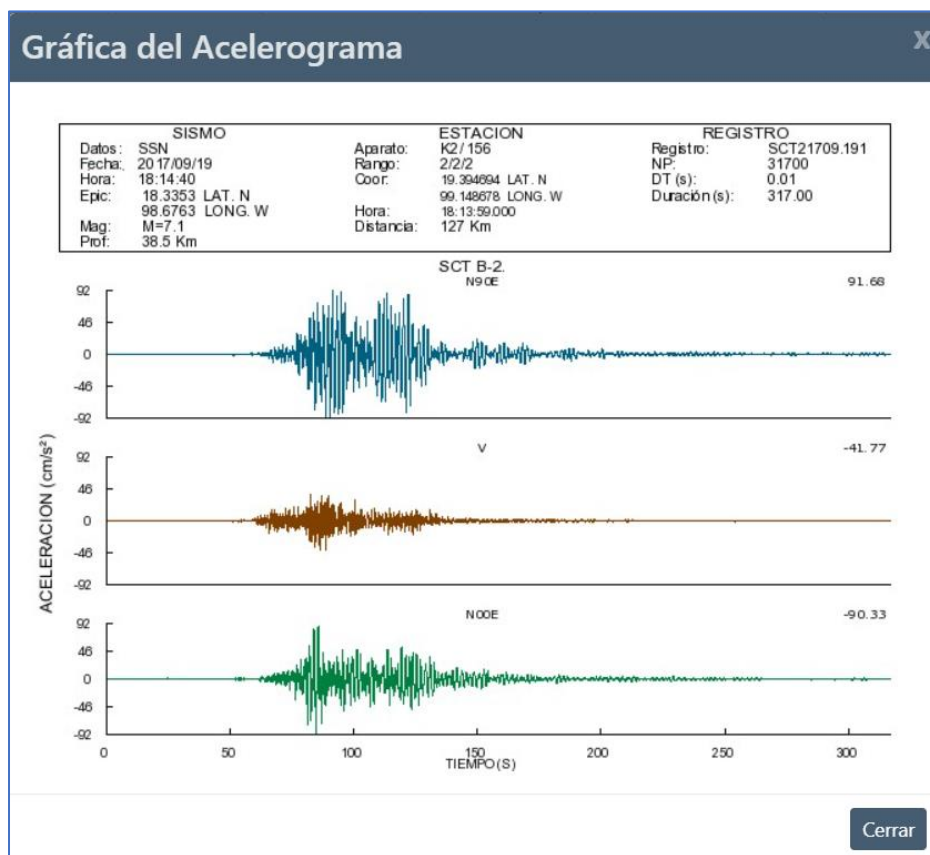 Gráfica del Acelerograma
X
SISMO ESTACION REGISTRO
Datos: SSN Aparato: K2/156 Registro: SCT21709.191
Fecha: 2017/09/19 Rango: 2/2/2 NP: 31700
Hora: 18:14:40 Coor: 19.394694 LAT. N DT (s): 0.01
Epic: 18.3353 LAT. N 99.148678 LONG. W Duración (s): 317.00
98.6763 LONG. W Hora: 18:13:59.000
Mag: M=7.1 Distancia: 127 Km
Prof: 38.5 Km
SCT B-2.
N90E 91.68
92
46
0
-46
-92
V -41.77
92
46
0
-46
-92
N00E -90.33
92
46
0
-46
-92
ACELERACION (cm/s²)
0 50 100 150 200 250 300
TIEMPO(S)
Cerrar